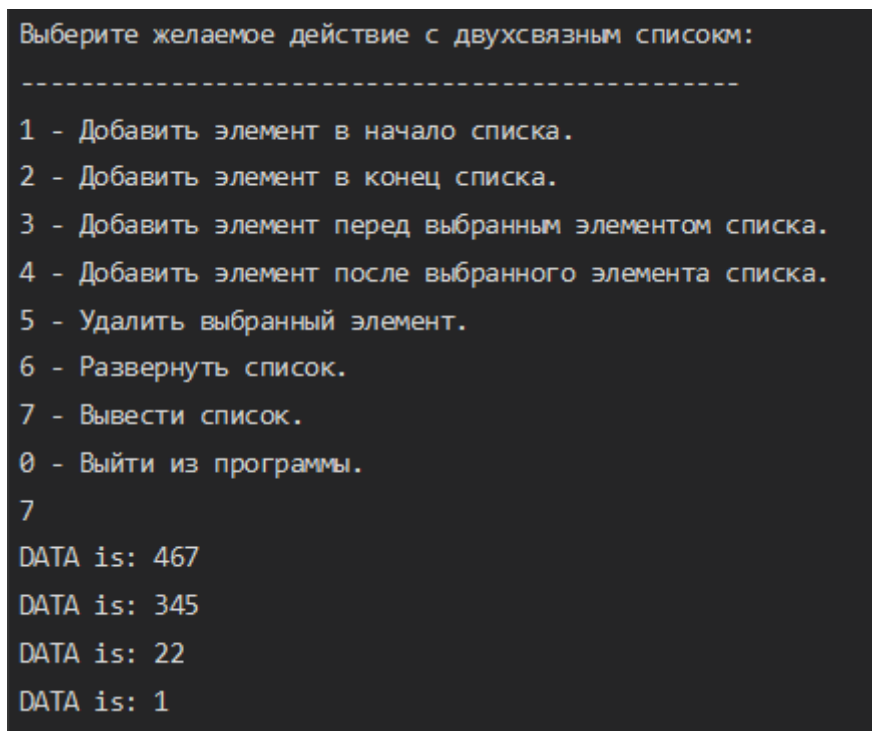 Выберите желаемое действие с двухсвязным списокм:
-------------------------------------------------
1 - Добавить элемент в начало списка.
2 - Добавить элемент в конец списка.
3 - Добавить элемент перед выбранным элементом списка.
4 - Добавить элемент после выбранного элемента списка.
5 - Удалить выбранный элемент.
6 - Развернуть список.
7 - Вывести список.
0 - Выйти из программы.
7
DATA is: 467
DATA is: 345
DATA is: 22
DATA is: 1